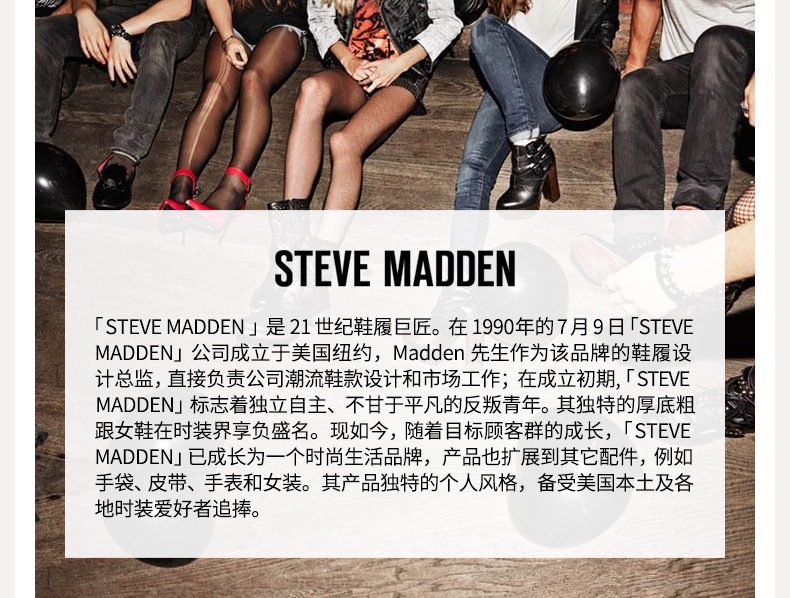 STEVE MADDEN
「STEVE MADDEN」是21世纪鞋履巨匠。在1990年的7月9日「STEVE
MADDEN」公司成立于美国纽约，Madden 先生作为该品牌的鞋履设
计总监，直接负责公司潮流鞋款设计和市场工作；在成立初期，「STEVE
MADDEN」标志着独立自主、不甘于平凡的反叛青年。其独特的厚底粗
跟女鞋在时装界享负盛名。现如今，随着目标顾客群的成长，「STEVE
MADDEN」已成长为一个时尚生活品牌，产品也扩展到其它配件，例如
手袋、皮带、手表和女装。其产品独特的个人风格，备受美国本土及各
地时装爱好者追捧。